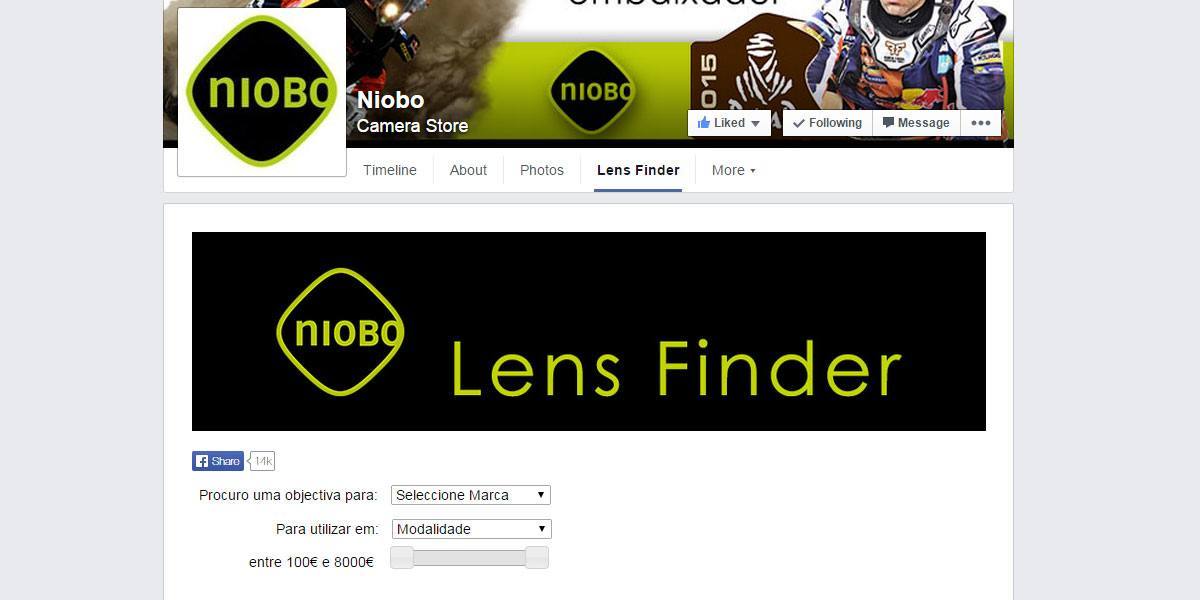 embaixador
NIOBO
NIOBO
2015
Niobo
Camera Store
Liked
Following
Message
Timeline
About
Photos
Lens Finder
More
NIOBO
Lens Finder
Share
14k
Procuro uma objectiva para: Seleccione Marca
Para utilizar em: Modalidade
entre 100€ e 8000€